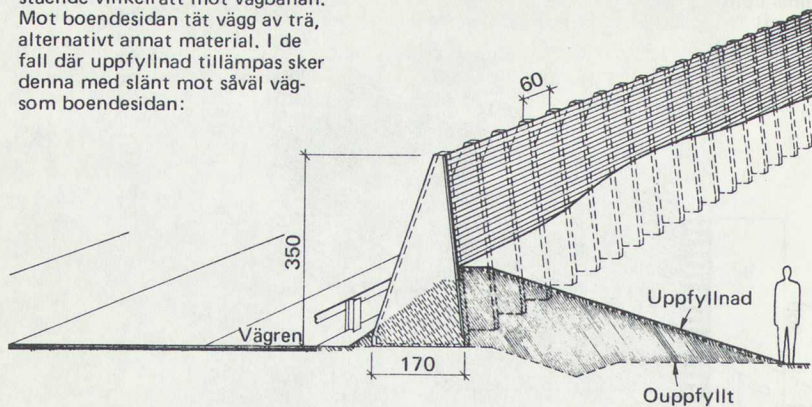 stående vinkelrätt mot vägbanan.
Mot boendesidan tät vägg av trä,
alternativt annat material. I de
fall där uppfyllnad tillämpas sker
denna med slänt mot såväl väg-
som boendesidan:
60
350
Uppfyllnad
Vägren
170
Ouppfyllt